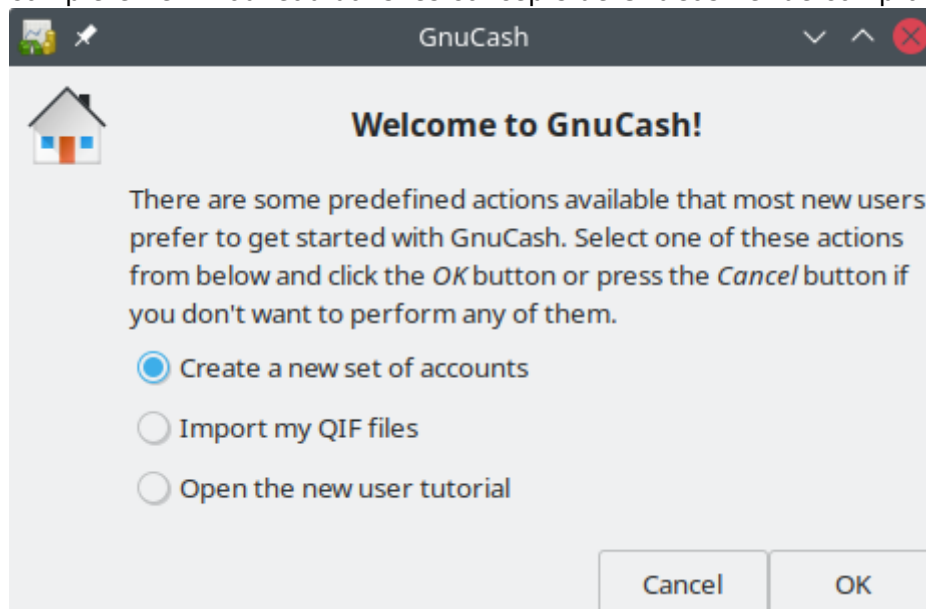 GnuCash
Welcome to GnuCash!
There are some predefined actions available that most new users
prefer to get started with GnuCash. Select one of these actions
from below and click the OK button or press the Cancel button if
you don't want to perform any of them.
Create a new set of accounts
Import my QIF files
Open the new user tutorial
Cancel OK